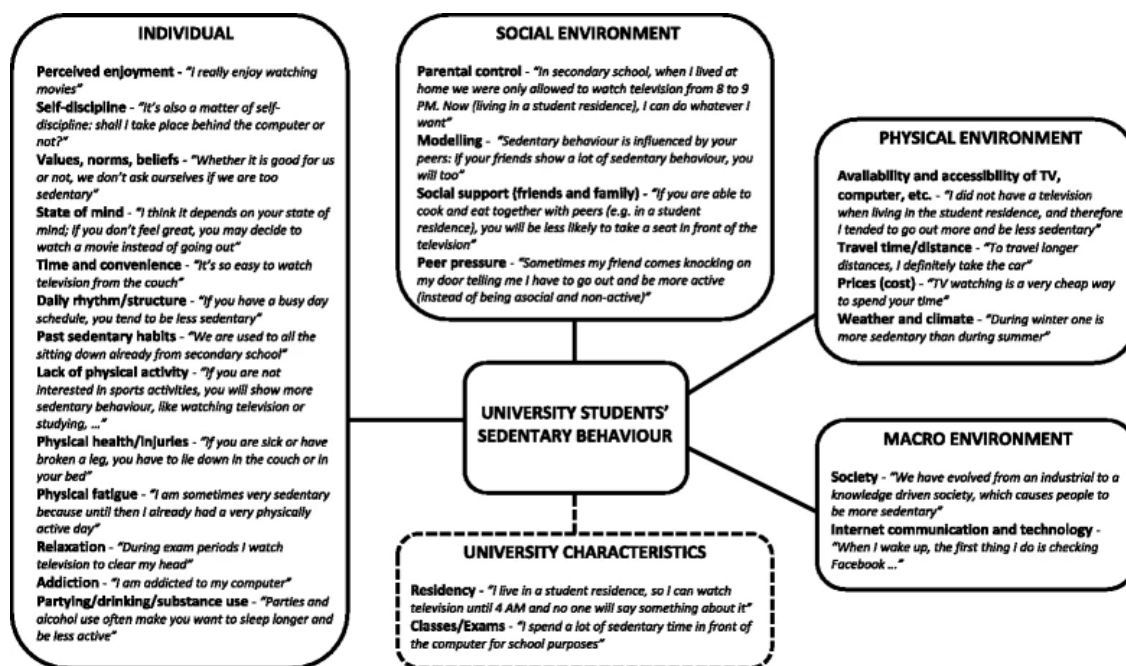 INDIVIDUAL
Perceived enjoyment - “I really enjoy watching
movies”
Self-discipline - “It’s also a matter of self-
discipline: shall I take place behind the computer or
not?”
Values, norms, beliefs - “Whether it is good for us
or not, we don’t ask ourselves if we are too
sedentary”
State of mind - “I think it depends on your state of
mind; if you don’t feel great, you may decide to
watch a movie instead of going out”
Time and convenience - “It’s so easy to watch
television from the couch”
Daily rhythm/structure - “If you have a busy day
schedule, you tend to be less sedentary”
Past sedentary habits - “We are used to all the
sitting down already from secondary school”
Lack of physical activity - “If you are not
interested in sports activities, you will show more
sedentary behaviour, like watching television or
studying, …”
Physical health/injuries - “If you are sick or have
broken a leg, you have to lie down in the couch or in
your bed”
Physical fatigue - “I am sometimes very sedentary
because until then I already had a very physically
active day”
Relaxation - “During exam periods I watch
television to clear my head”
Addiction - “I am addicted to my computer”
Partying/drinking/substance use - “Parties and
alcohol use often make you want to sleep longer and
be less active”
SOCIAL ENVIRONMENT
Parental control - “In secondary school, when I lived at
home we were only allowed to watch television from 8 to 9
PM. Now (living in a student residence), I can do whatever I
want”
Modelling - “Sedentary behaviour is influenced by your
peers: If your friends show a lot of sedentary behaviour, you
will too”
Social support (friends and family) - “If you are able to
cook and eat together with peers (e.g. in a student
residence), you will be less likely to take a seat in front of the
television”
Peer pressure - “Sometimes my friend comes knocking on
my door telling me I have to go out and be more active
(instead of being asocial and non-active)”
UNIVERSITY STUDENTS’
SEDENTARY BEHAVIOUR
UNIVERSITY CHARACTERISTICS
Residency - “I live in a student residence, so I can watch
television until 4 AM and no one will say something about it”
Classes/Exams - “I spend a lot of sedentary time in front of
the computer for school purposes”
PHYSICAL ENVIRONMENT
Availability and accessibility of TV,
computer, etc. - “I did not have a television
when living in the student residence, and therefore
I tended to go out more and be less sedentary”
Travel time/distance - “To travel longer
distances, I definitely take the car”
Prices (cost) - “TV watching is a very cheap way
to spend your time”
Weather and climate - “During winter one is
more sedentary than during summer”
MACRO ENVIRONMENT
Society - “We have evolved from an industrial to a
knowledge driven society, which causes people to
be more sedentary”
Internet communication and technology -
“When I wake up, the first thing I do is checking
Facebook …”